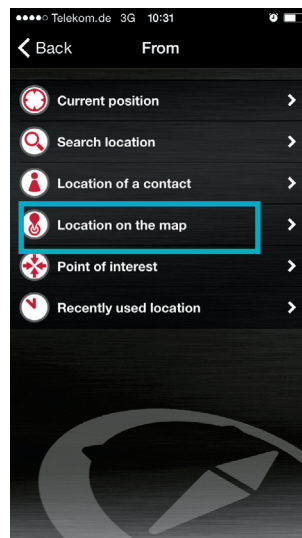 Telekom.de 3G 10:31
Back From
Current position
Search location
Location of a contact
Location on the map
Point of interest
Recently used location